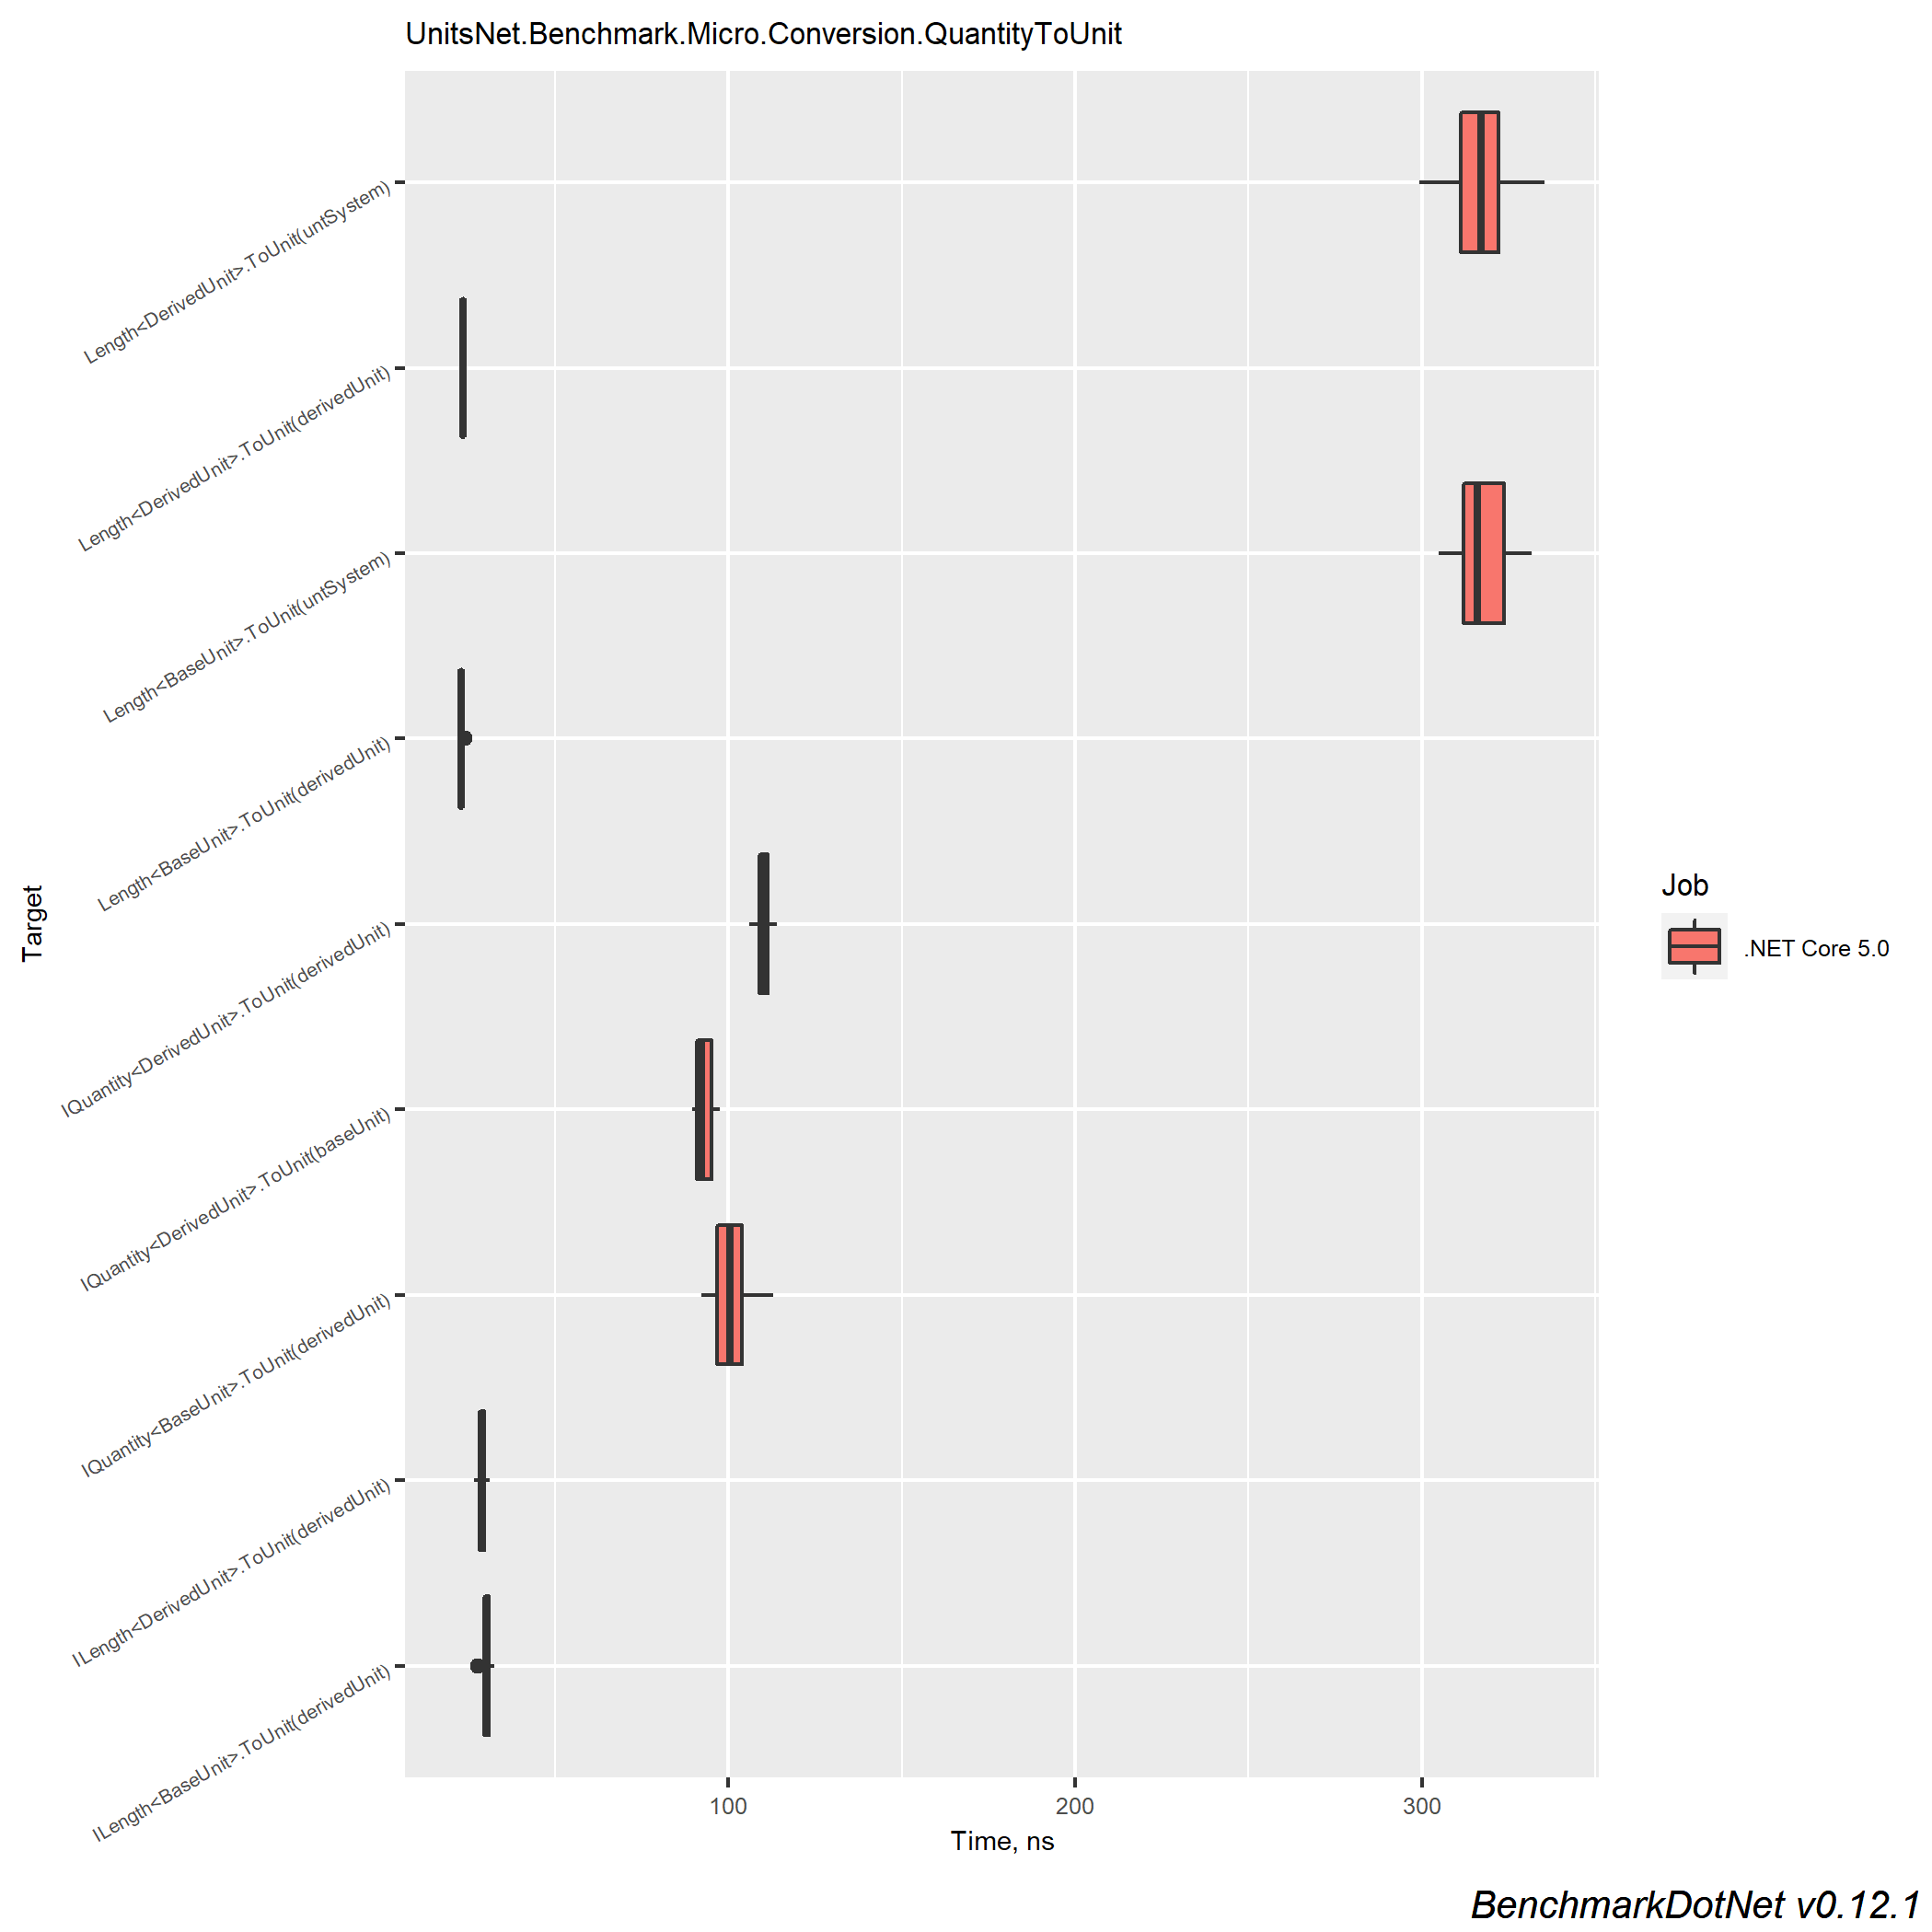 UnitsNet.Benchmark.Micro.Conversion.QuantityToUnit
Length<DerivedUnit>.ToUnit(untSystem)
Length<DerivedUnit>.ToUnit(derivedUnit)
Length<BaseUnit>.ToUnit(untSystem)
Length<BaseUnit>.ToUnit(derivedUnit)
IQuantity<DerivedUnit>.ToUnit(derivedUnit)
IQuantity<DerivedUnit>.ToUnit(baseUnit)
IQuantity<BaseUnit>.ToUnit(derivedUnit)
ILength<DerivedUnit>.ToUnit(derivedUnit)
ILength<BaseUnit>.ToUnit(derivedUnit)
Target
100 200 300
Time, ns
Job
.NET Core 5.0
BenchmarkDotNet v0.12.1